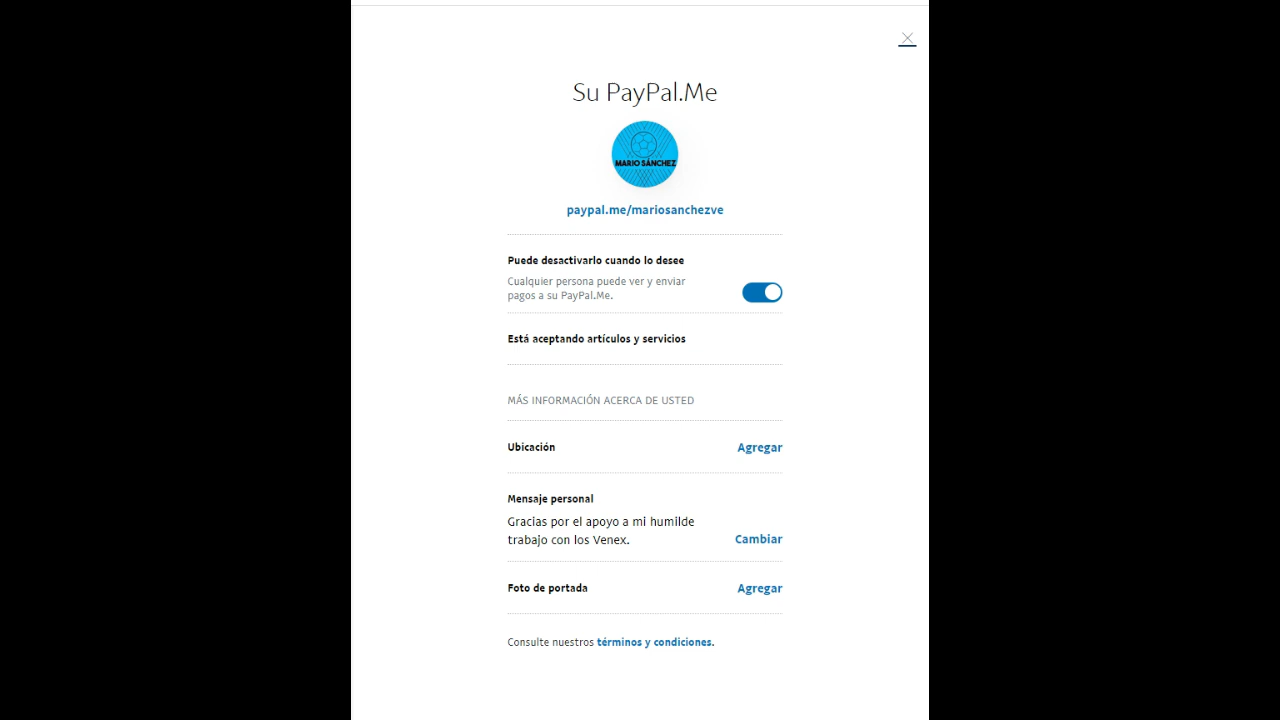 Su PayPal.Me
MARIO SÁNCHEZ
paypal.me/mariosanchezve
Puede desactivarlo cuando lo desee
Cualquier persona puede ver y enviar
pagos a su PayPal.Me.
Está aceptando artículos y servicios
MÁS INFORMACIÓN ACERCA DE USTED
Ubicación Agregar
Mensaje personal
Gracias por el apoyo a mi humilde
trabajo con los Venex. Cambiar
Foto de portada Agregar
Consulte nuestros términos y condiciones.